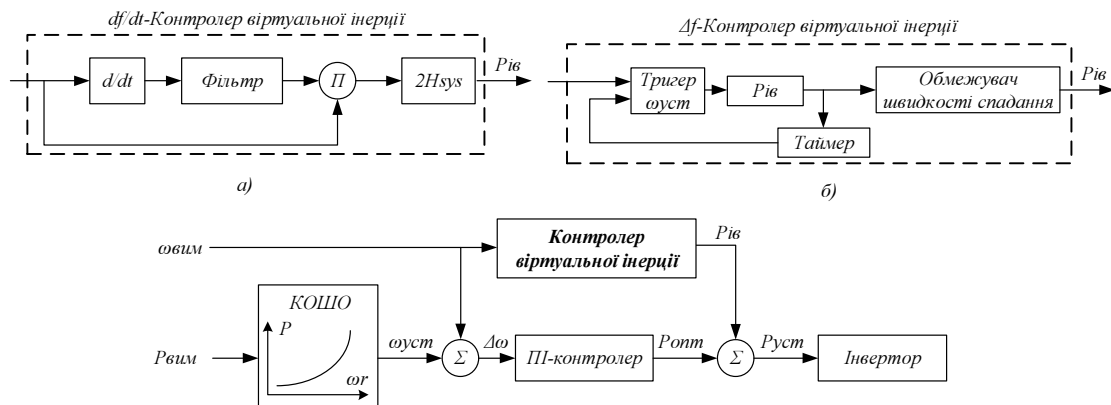 df/dt-Контролер віртуальної інерції
d/dt
Фільтр
П
2Hsys
Рів
а)
Δf-Контролер віртуальної інерції
Тригер
ωуст
Рів
Обмежувач
швидкості спадання
Рів
Таймер
б)
ωвим
Контролер
віртуальної інерції
Рів
КОШО
P
ωr
Рвим
ωуст
Σ
Δω
ПІ-контролер
Ропт
Σ
Руст
Інвертор